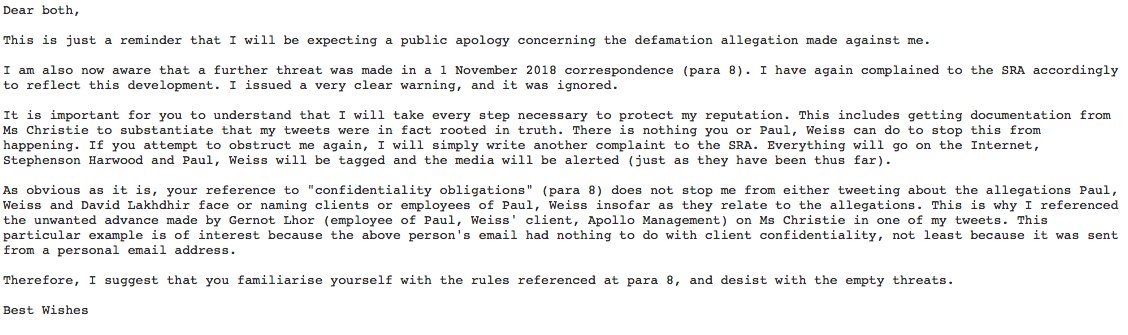 Dear both,
This is just a reminder that I will be expecting a public apology concerning the defamation allegation made against me.
I am also now aware that a further threat was made in a 1 November 2018 correspondence (para 8). I have again complained to the SRA accordingly
to reflect this development. I issued a very clear warning, and it was ignored.
It is important for you to understand that I will take every step necessary to protect my reputation. This includes getting documentation from
Ms Christie to substantiate that my tweets were in fact rooted in truth. There is nothing you or Paul, Weiss can do to stop this from
happening. If you attempt to obstruct me again, I will simply write another complaint to the SRA. Everything will go on the Internet,
Stephenson Harwood and Paul, Weiss will be tagged and the media will be alerted (just as they have been thus far).
As obvious as it is, your reference to "confidentiality obligations" (para 8) does not stop me from either tweeting about the allegations Paul,
Weiss and David Lakhdhir face or naming clients or employees of Paul, Weiss insofar as they relate to the allegations. This is why I referenced
the unwanted advance made by Gernot Lhor (employee of Paul, Weiss' client, Apollo Management) on Ms Christie in one of my tweets. This
particular example is of interest because the above person's email had nothing to do with client confidentiality, not least because it was sent
from a personal email address.
Therefore, I suggest that you familiarise yourself with the rules referenced at para 8, and desist with the empty threats.
Best Wishes